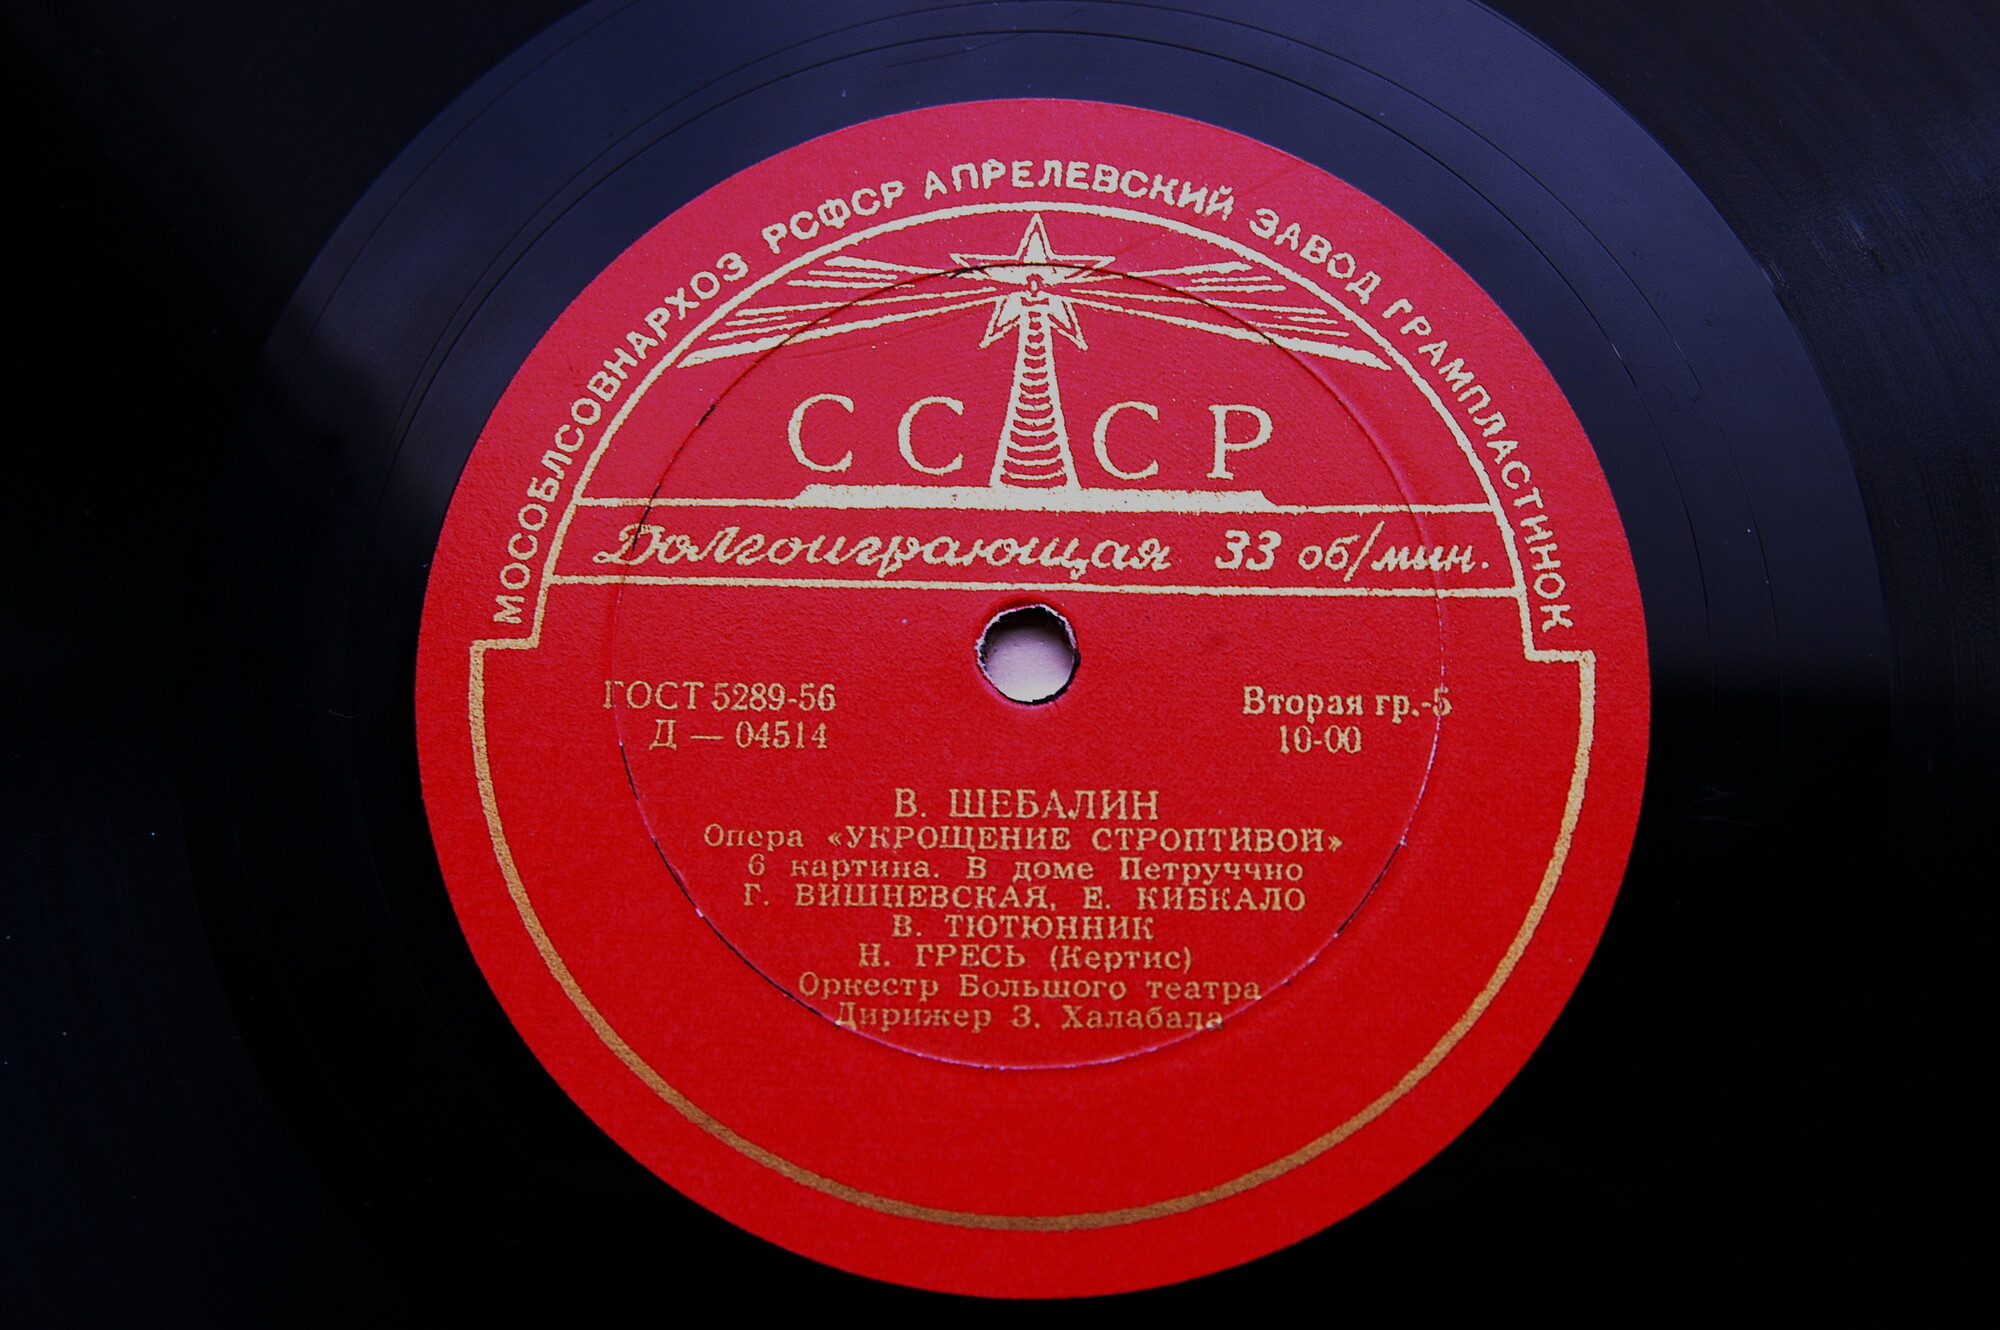 МОСОБЛСОВНАРХОЗ РСФСР АПРЕЛЕВСКИЙ ЗАВОД ГРАМПЛАСТИНОК
СССР
Долгоиграющая 33 об/мин.
ГОСТ 5289-56
Д — 04514
Вторая гр.-5
10-00
В. ШЕБАЛИН
Опера «УКРОЩЕНИЕ СТРОПТИВОЙ»
6 картина. В доме Петруччио
Г. ВИШНЕВСКАЯ, Е. КИБКАЛО
В. ТЮТЮННИК
Н. ГРЕСЬ (Кертис)
Оркестр Большого театра
Дирижер З. Халабала